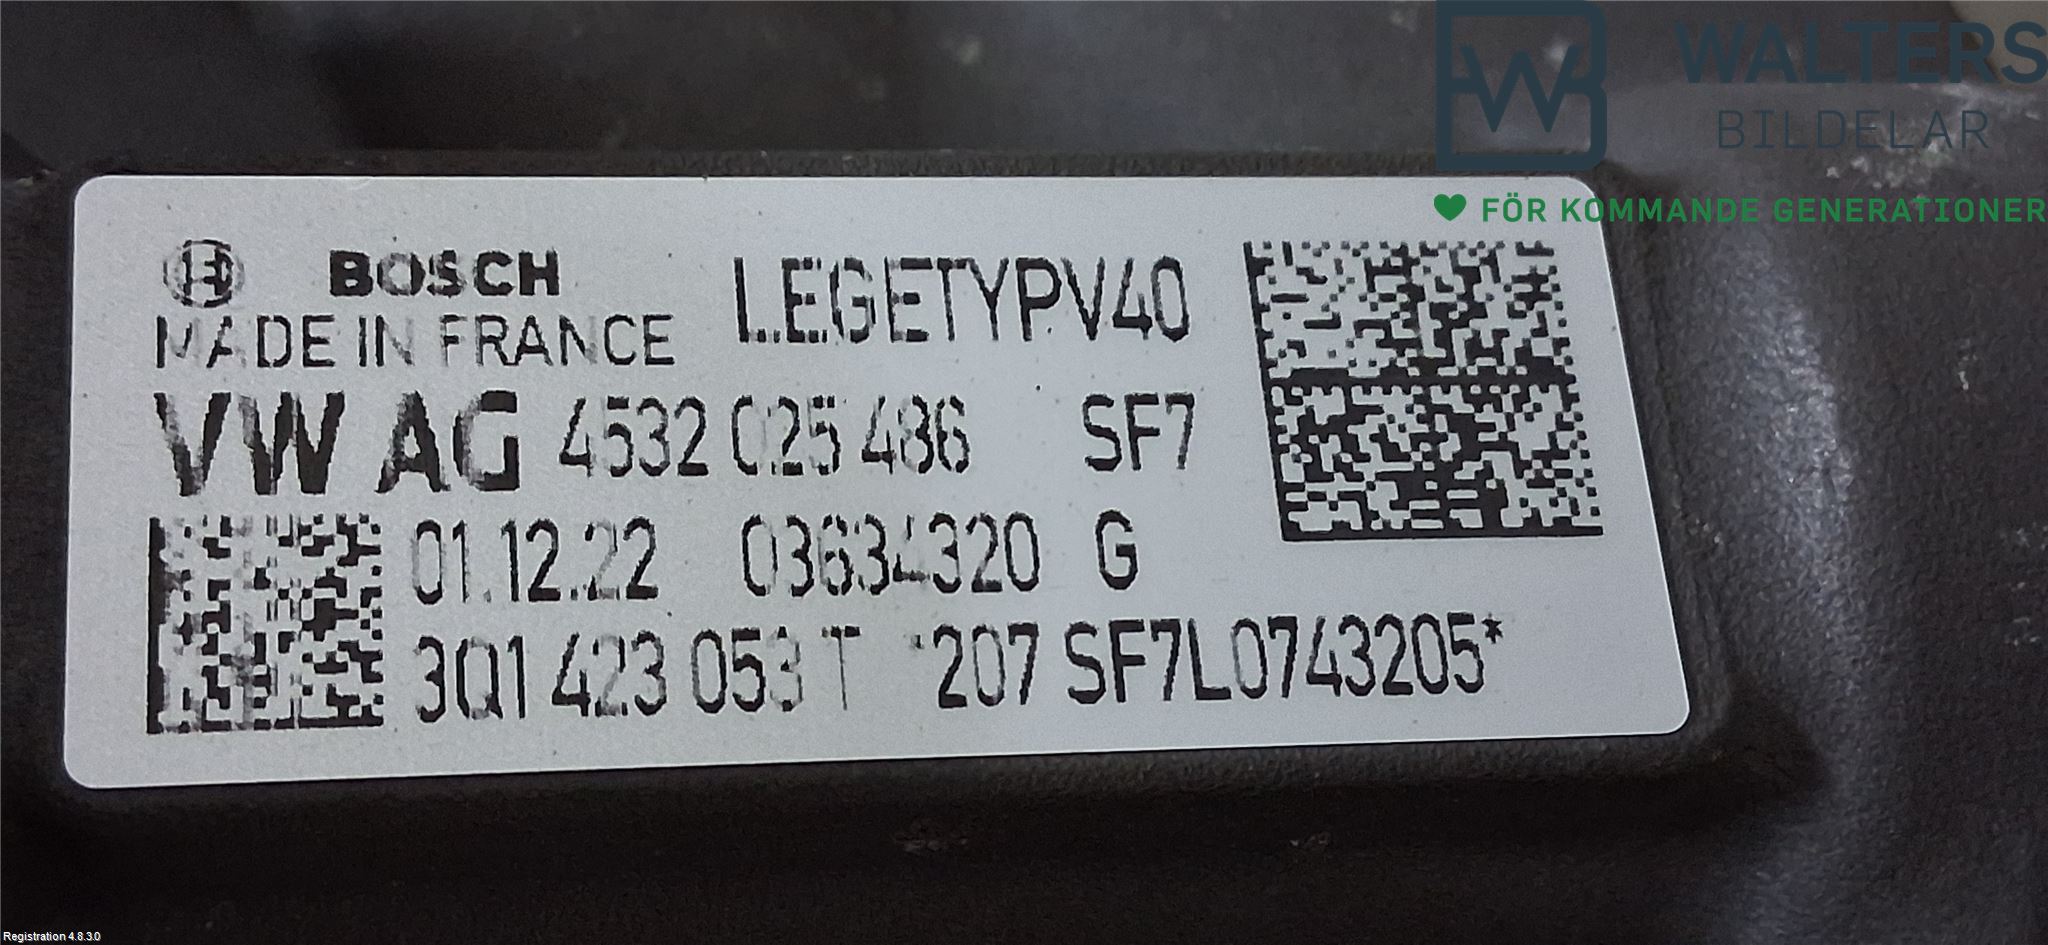 WALTERS
BILDELAR
FÖR KOMMANDE GENERATIONER
BOSCH LEGETYPV40
MADE IN FRANCE
VW AG 4532 025 486 SF7
01.12.22 03634320 G
3Q1 423 053 T *207 SF7L0743205*
Registration 4.8.3.0